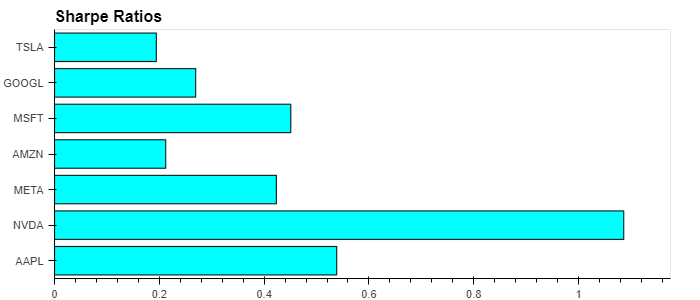 Sharpe Ratios
TSLA
GOOGL
MSFT
AMZN
META
NVDA
AAPL
0 0.2 0.4 0.6 0.8 1